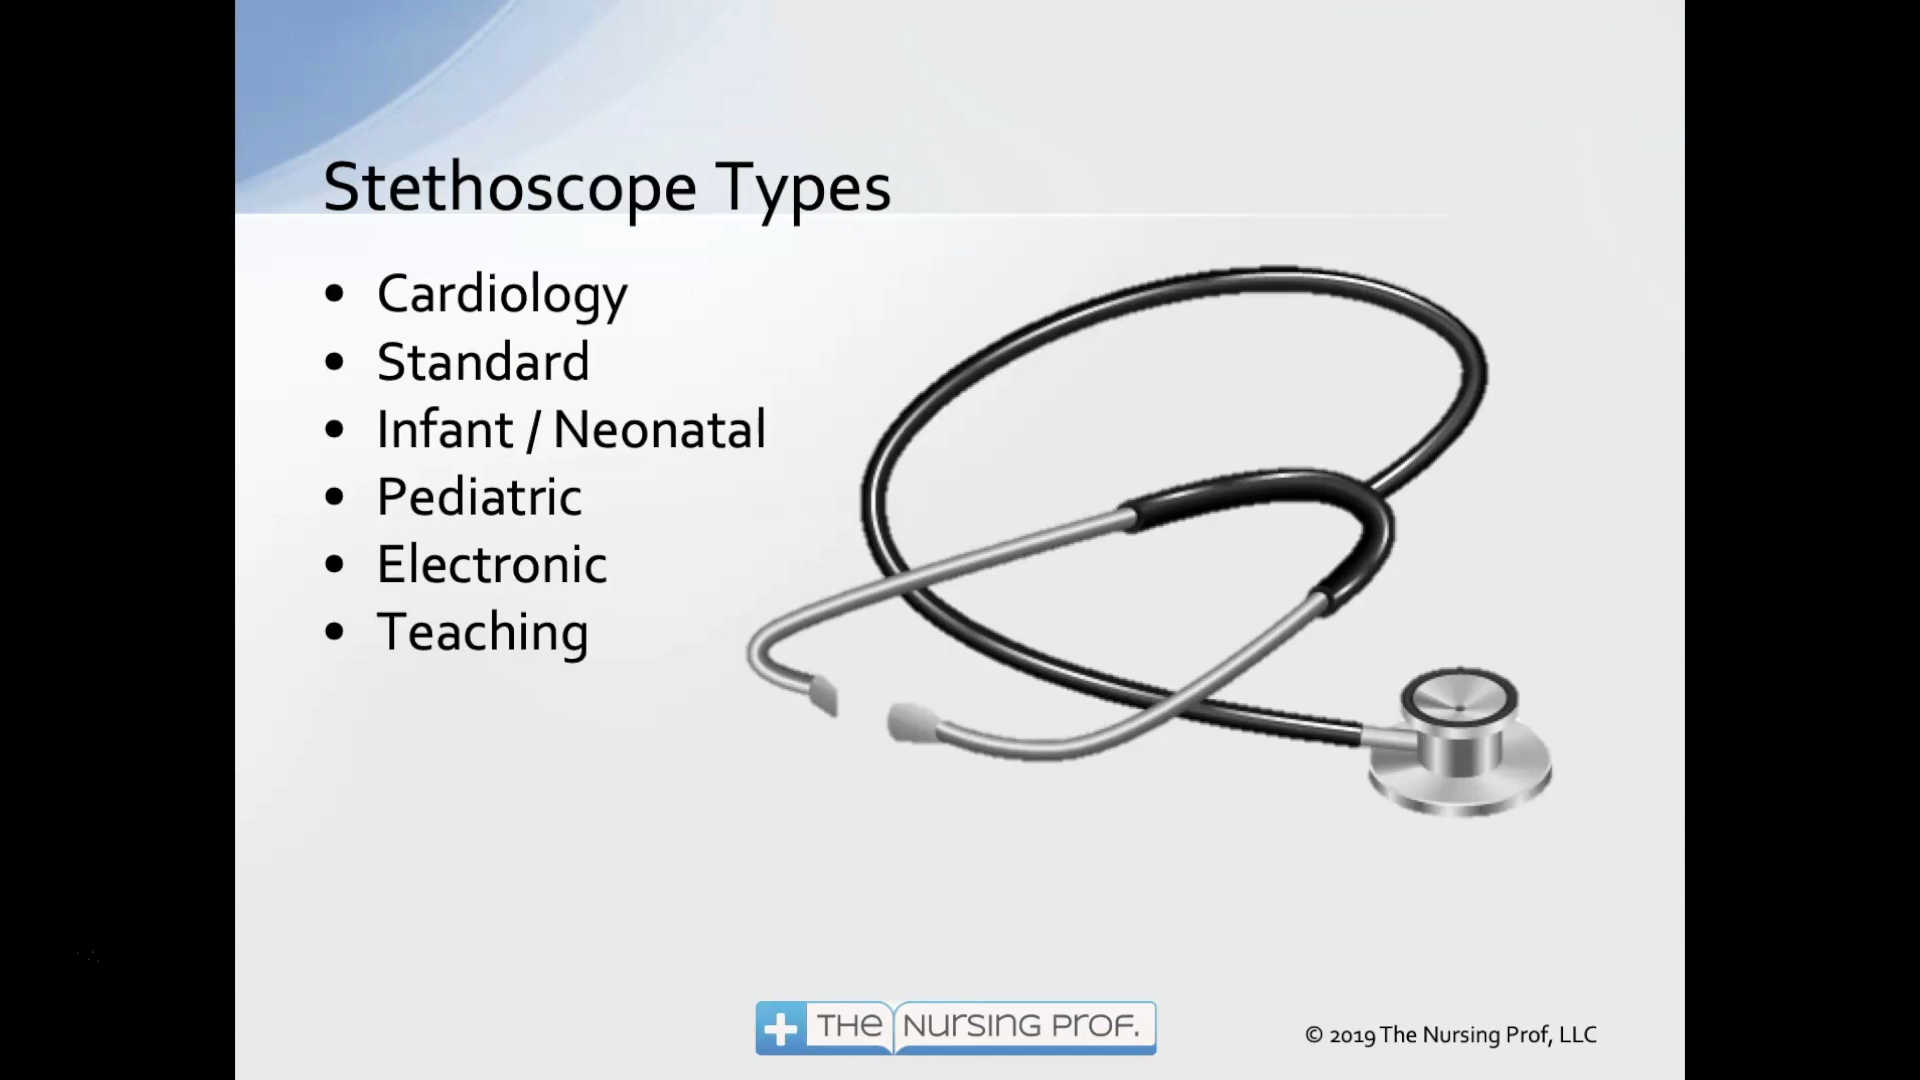 Stethoscope Types
• Cardiology
• Standard
• Infant / Neonatal
• Pediatric
• Electronic
• Teaching
THE NURSING PROF.
© 2019 The Nursing Prof, LLC